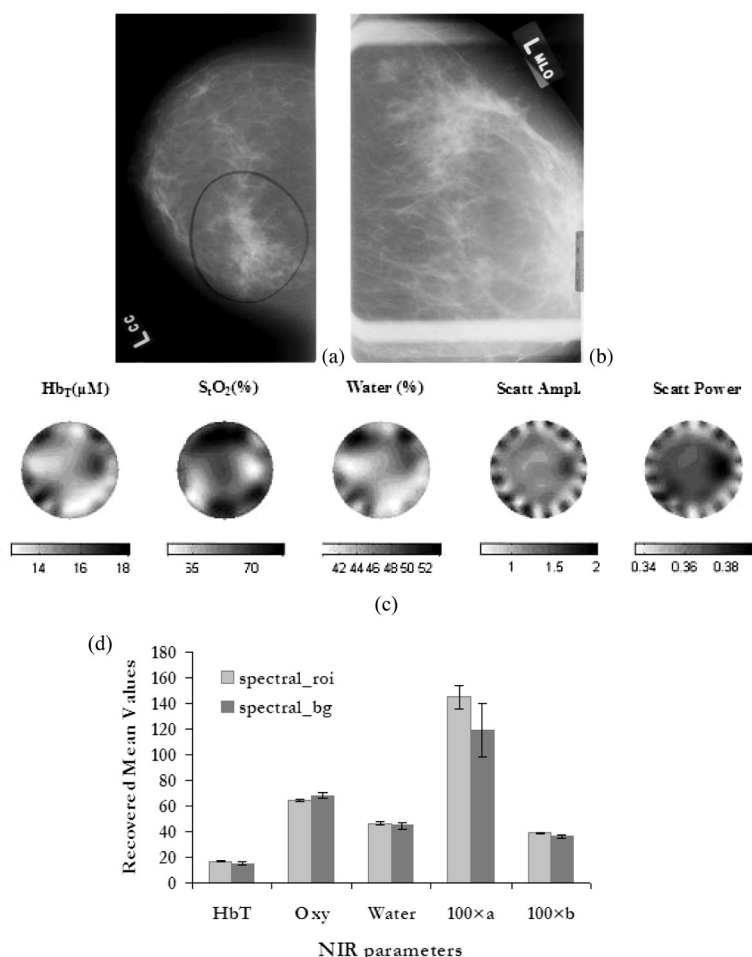 L MLO
LCC
(a)
(b)
HbT(µM)
StO2(%)
Water (%)
Scatt Ampl.
Scatt Power
14 16 18
55 70
42 44 46 48 50 52
1 1.5 2
0.34 0.36 0.38
(c)
(d)
180
160
140
120
100
80
60
40
20
0
Recovered Mean Values
spectral_roi
spectral_bg
HbT Oxy Water 100×a 100×b
NIR parameters